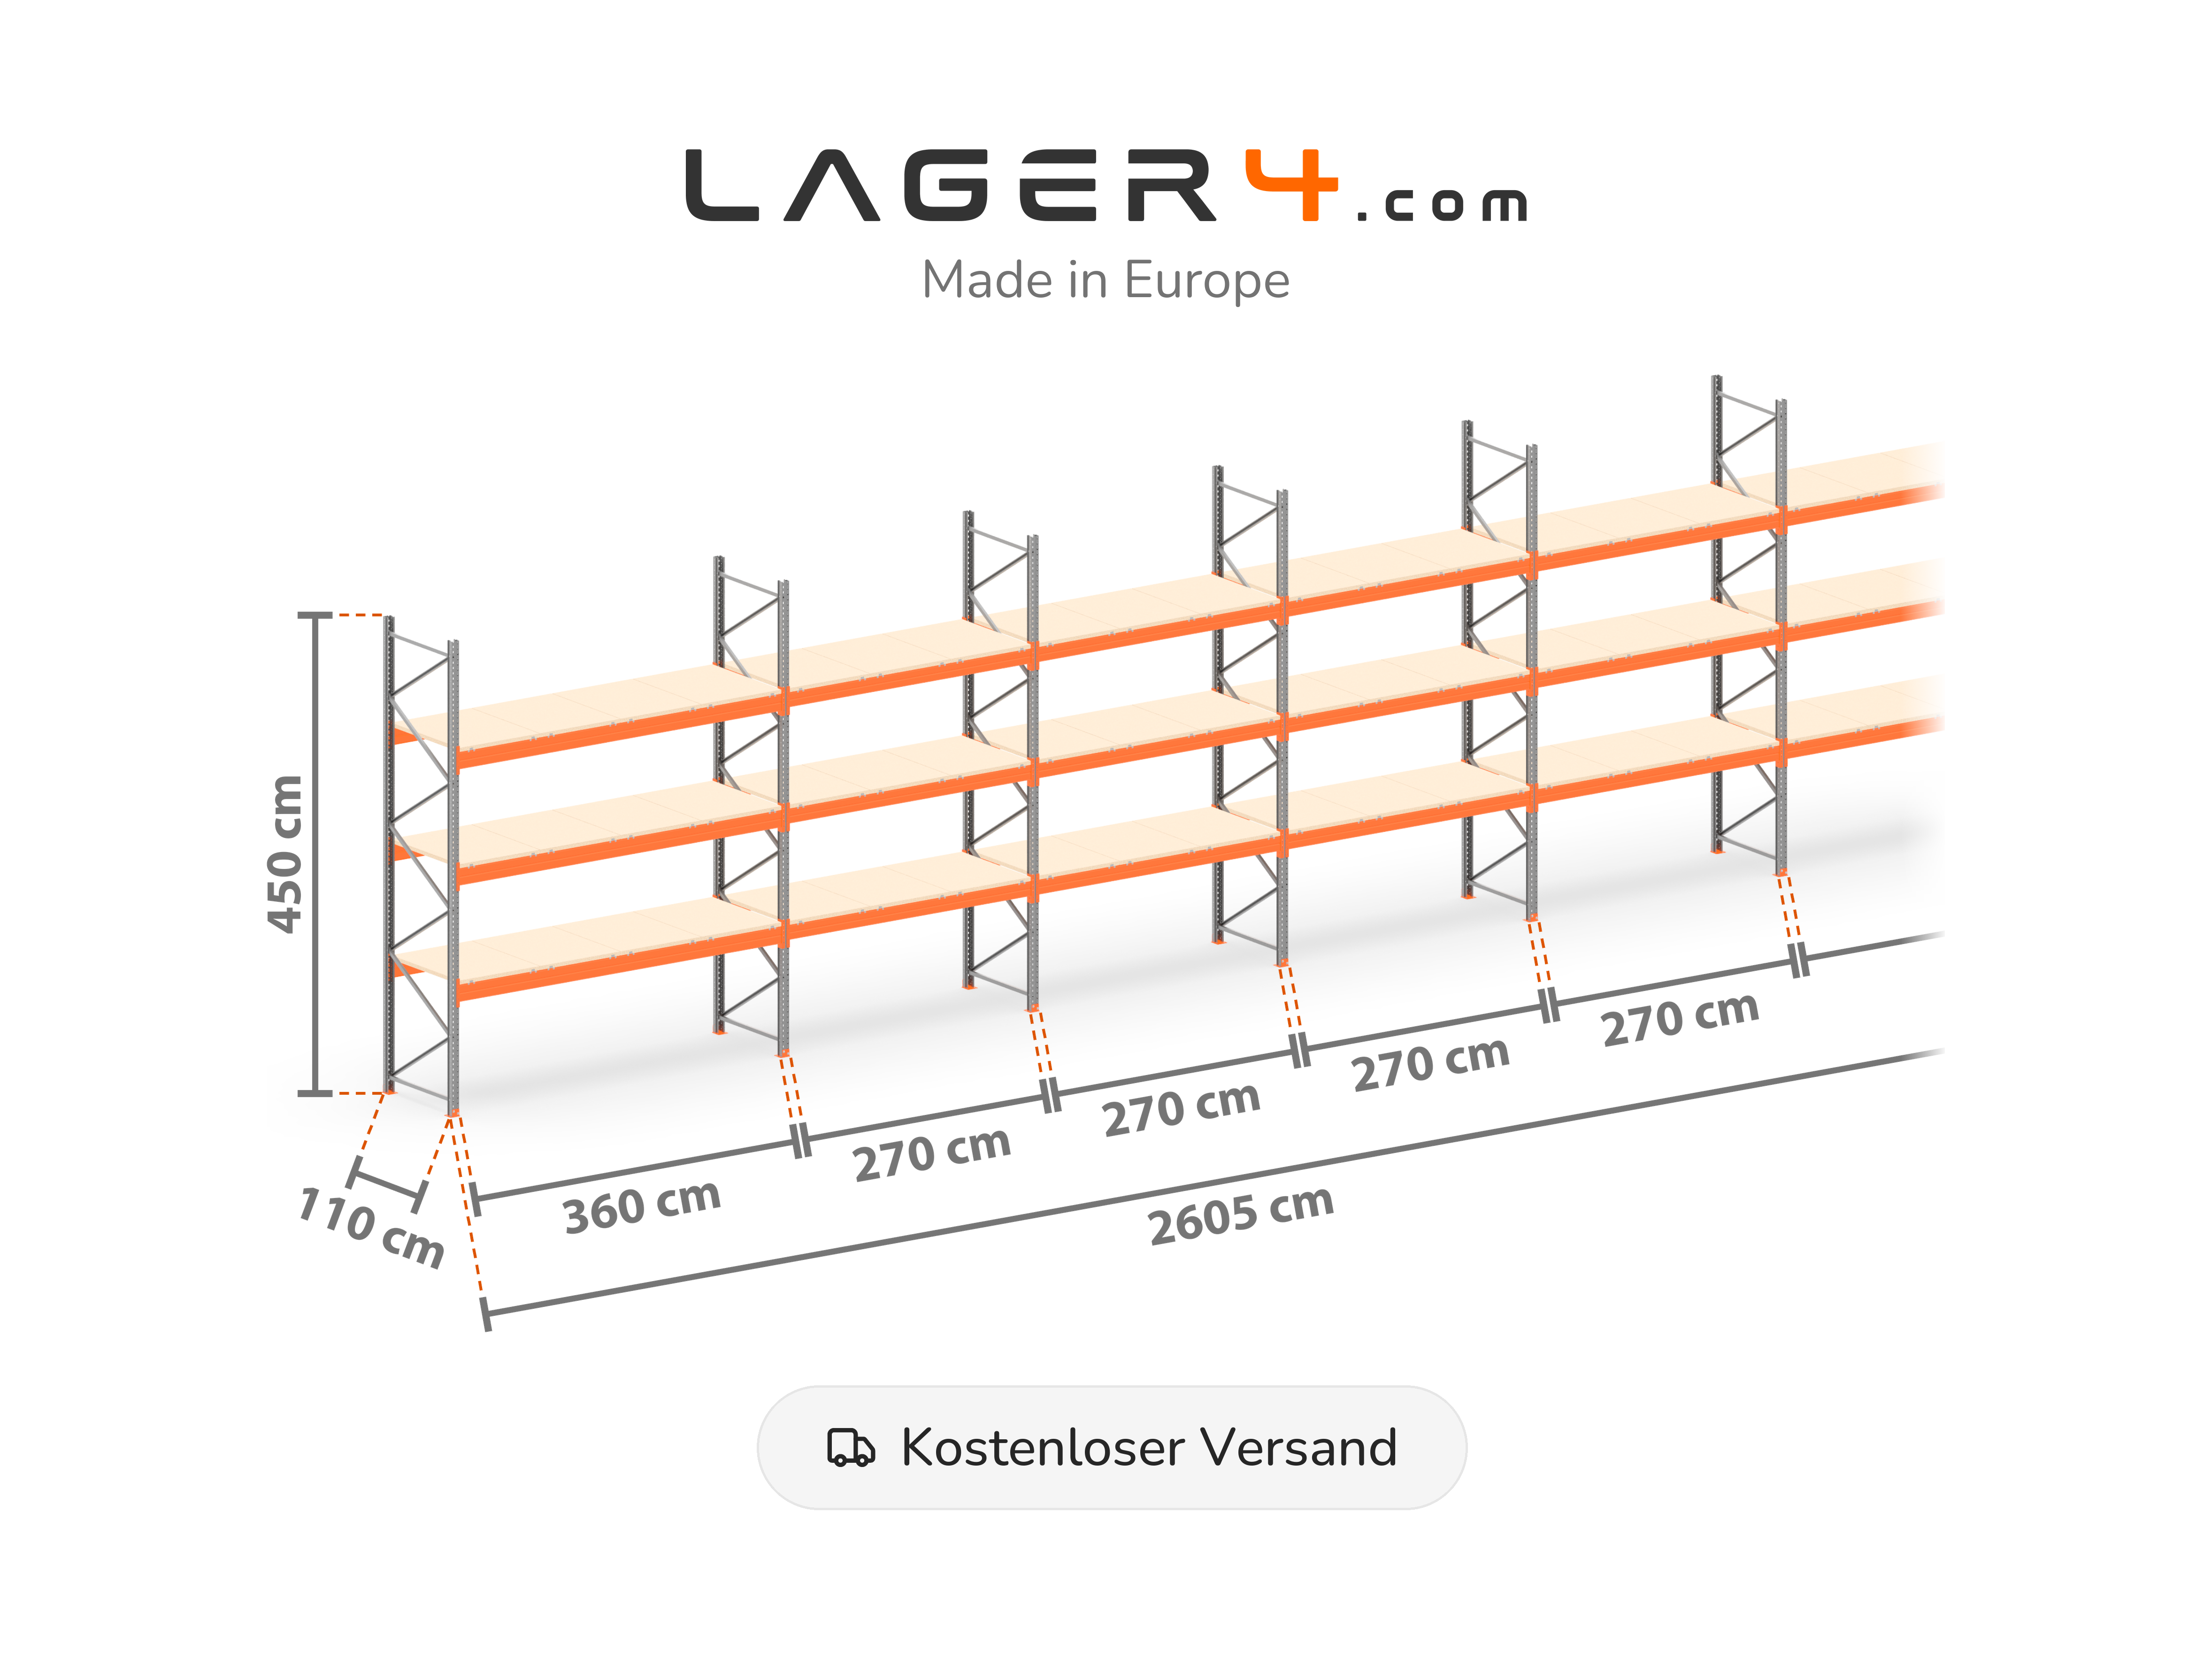 LAGER4.com
Made in Europe
450 cm
110 cm
360 cm
270 cm
270 cm
270 cm
270 cm
2605 cm
Kostenloser Versand